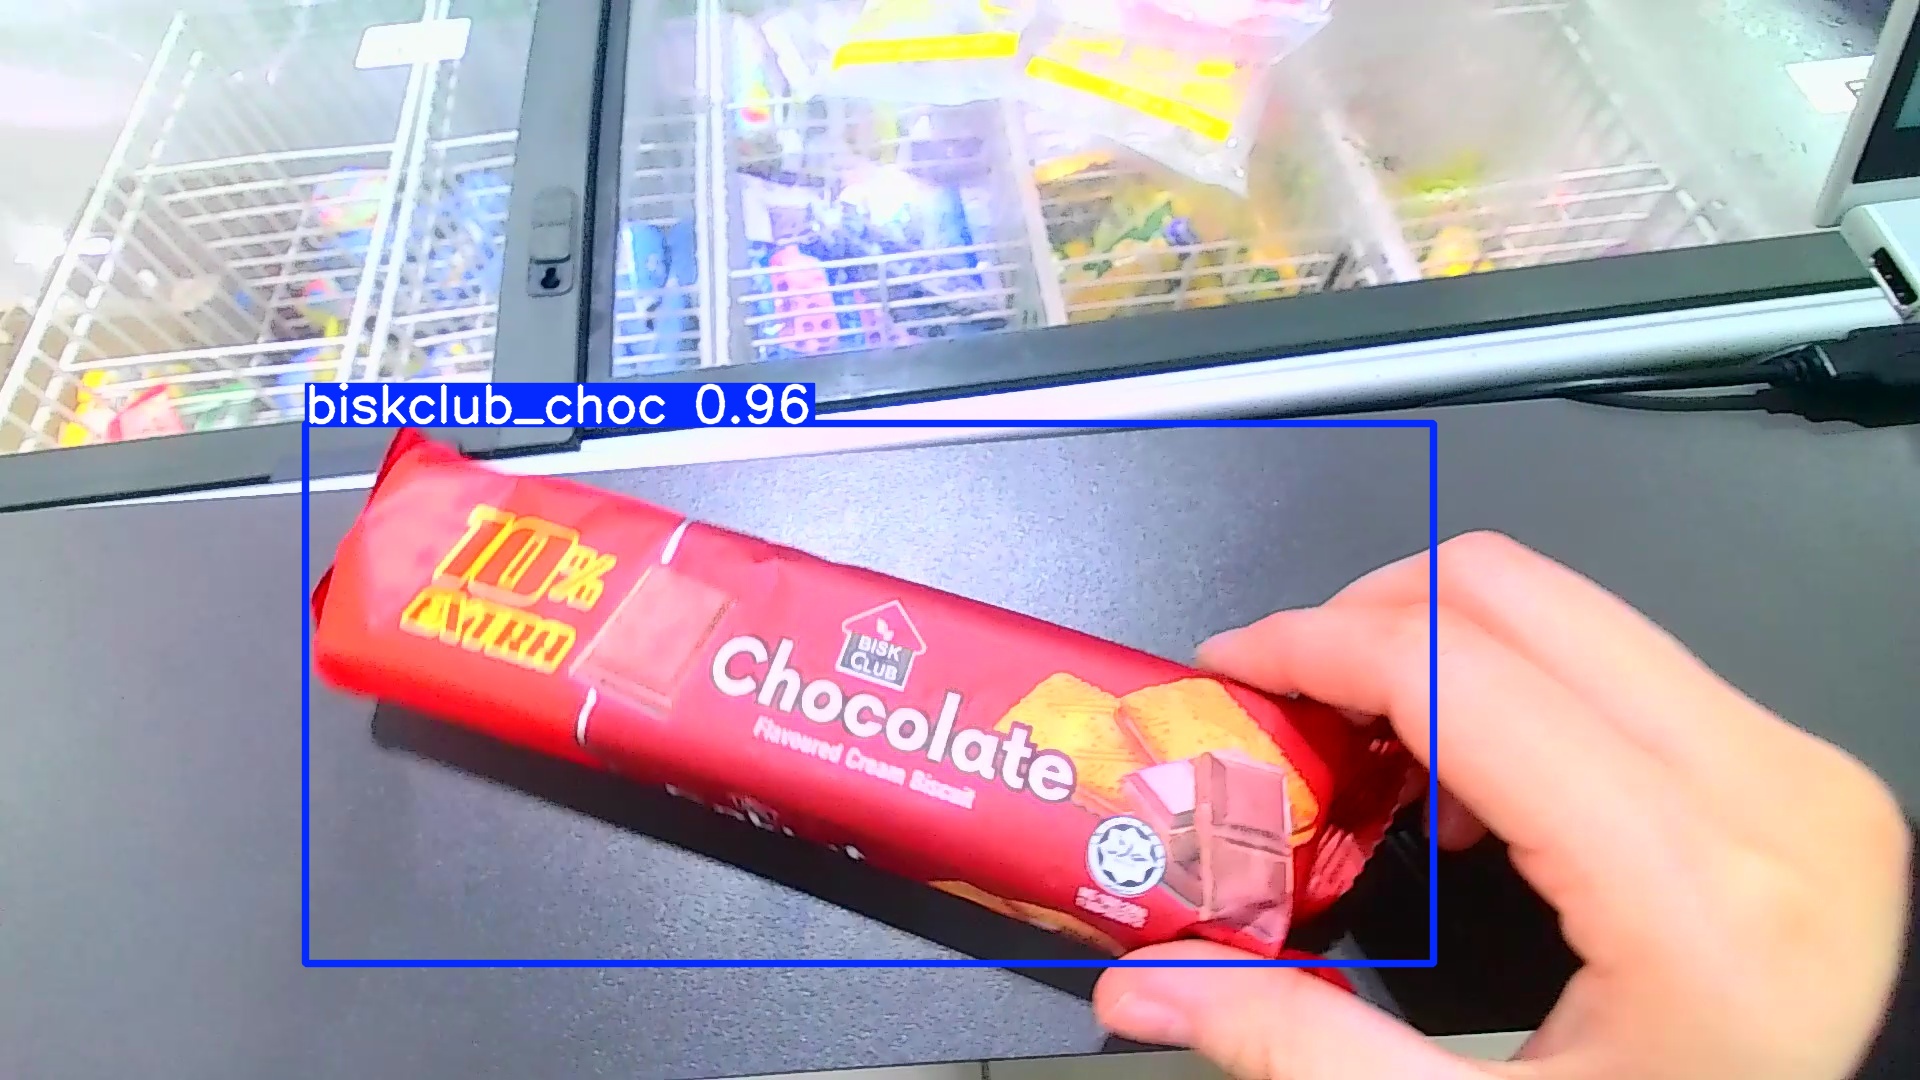 biskclub_choc 0.96
10%
EXTRA
BISK
CLUB
Chocolate
Flavoured Cream Biscuit